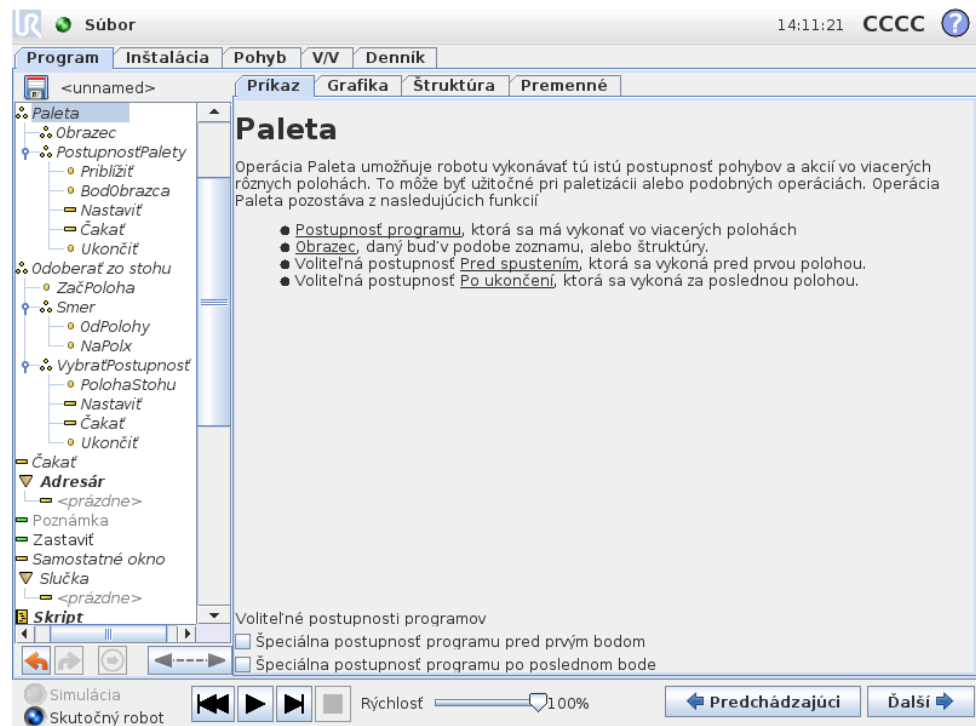 Súbor
14:11:21 CCCC ?
Program Inštalácia Pohyb V/V Denník
<unnamed>
Príkaz Grafika Štruktúra Premenné
Paleta
Obrazec
PostupnosťPalety
Priblížiť
BodObrazca
Nastaviť
Čakať
Ukončiť
Odoberať zo stohu
ZačPoloha
Smer
OdPolohy
NaPolx
VybraťPostupnosť
PolohaStohu
Nastaviť
Čakať
Ukončiť
Čakať
Adresár
<prázdne>
Poznámka
Zastaviť
Samostatné okno
Slučka
<prázdne>
Skript
Paleta
Operácia Paleta umožňuje robotu vykonávať tú istú postupnosť pohybov a akcií vo viacerých
rôznych polohách. To môže byť užitočné pri paletizácii alebo podobných operáciách. Operácia
Paleta pozostáva z nasledujúcich funkcií
Postupnosť programu, ktorá sa má vykonať vo viacerých polohách
Obrazec, daný buď v podobe zoznamu, alebo štruktúry.
Voliteľná postupnosť Pred spustením, ktorá sa vykoná pred prvou polohou.
Voliteľná postupnosť Po ukončení, ktorá sa vykoná za poslednou polohou.
Voliteľné postupnosti programov
Špeciálna postupnosť programu pred prvým bodom
Špeciálna postupnosť programu po poslednom bode
Simulácia
Skutočný robot
Rýchlosť 100%
Predchádzajúci Ďalší